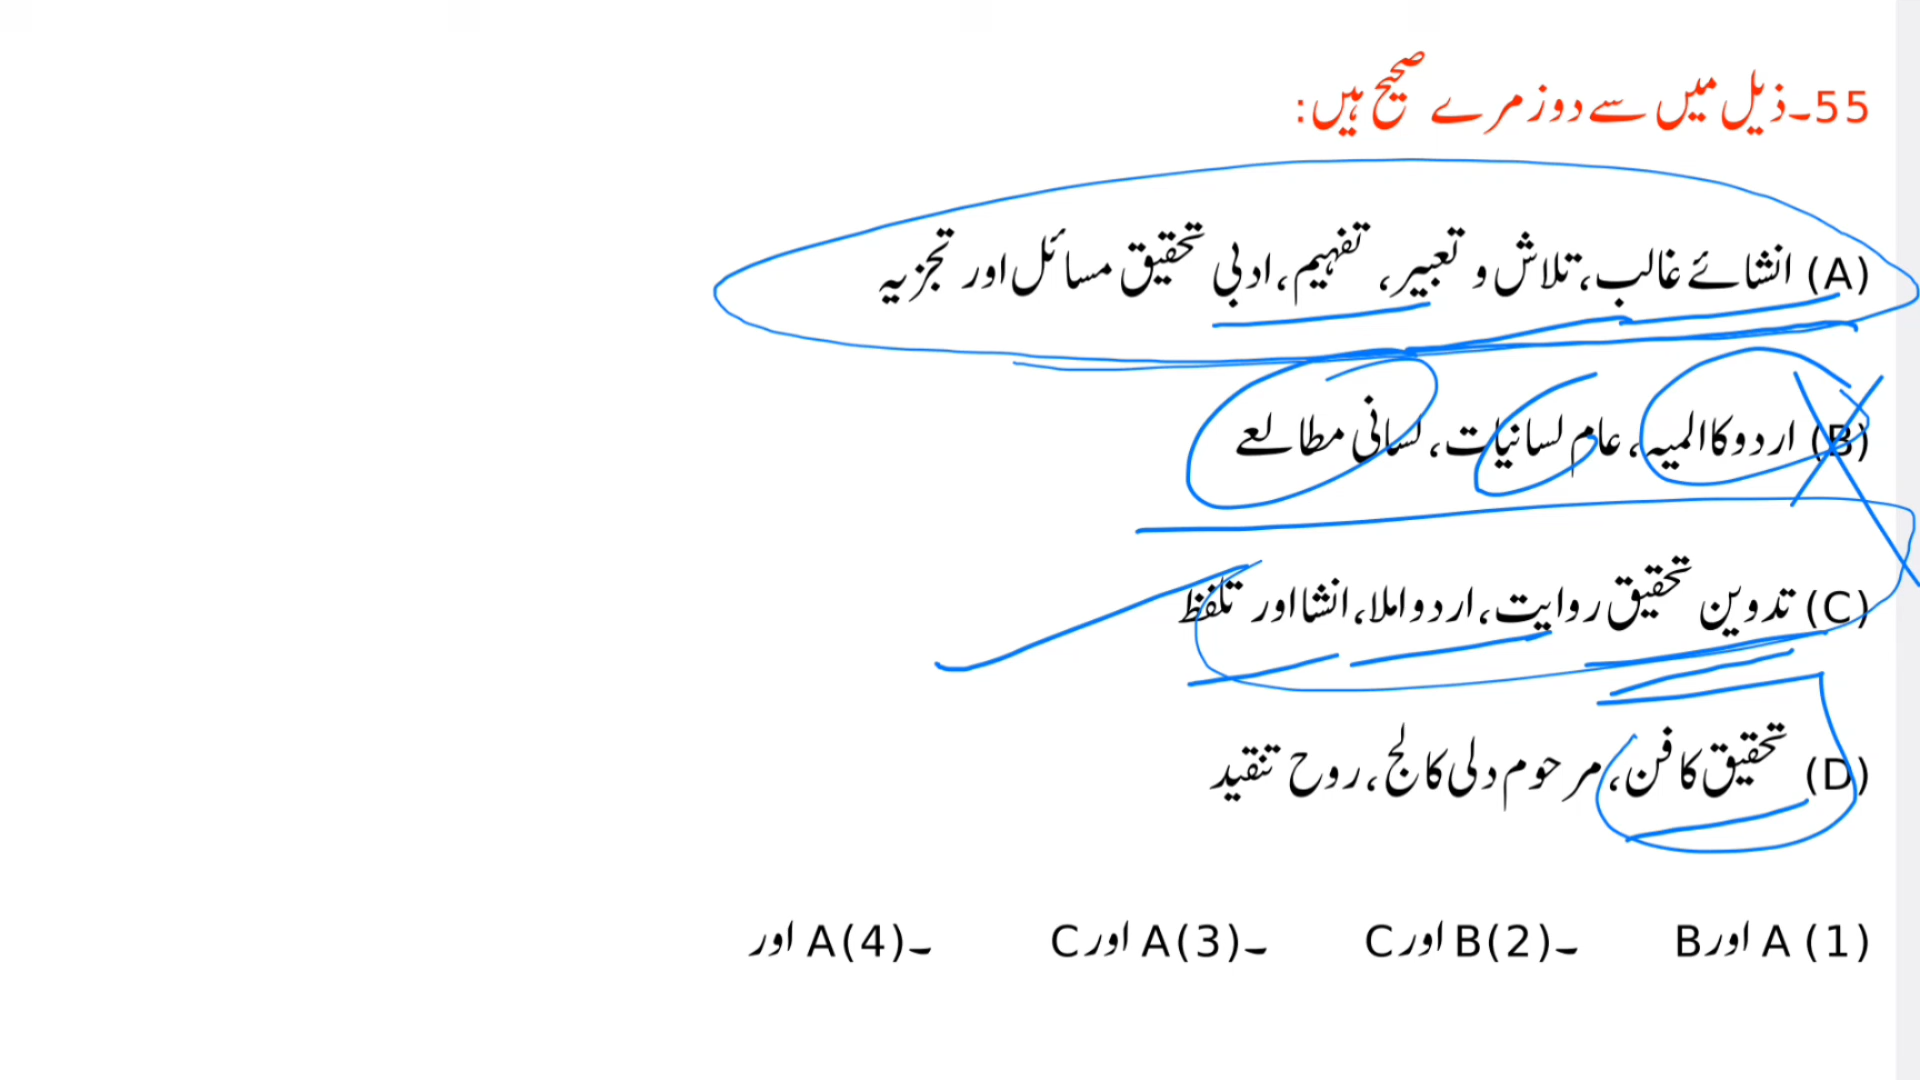 55۔ذیل میں سے دو زمرے صحیح ہیں:
(A) انشائے غالب، تلاش و تعبیر، تفہیم، ادبی تحقیق مسائل اور تجزیہ
(B) اردو کا المیہ، عام لسانیات، لسانی مطالعے
(C) تدوین تحقیق روایت، اردو املا، انشا اور تلفظ
(D) تحقیق کا فن، مرحوم دلی کالج، روح تنقید
(1) A اور B ۔(2) B اور C ۔(3) A اور C ۔(4) A اور